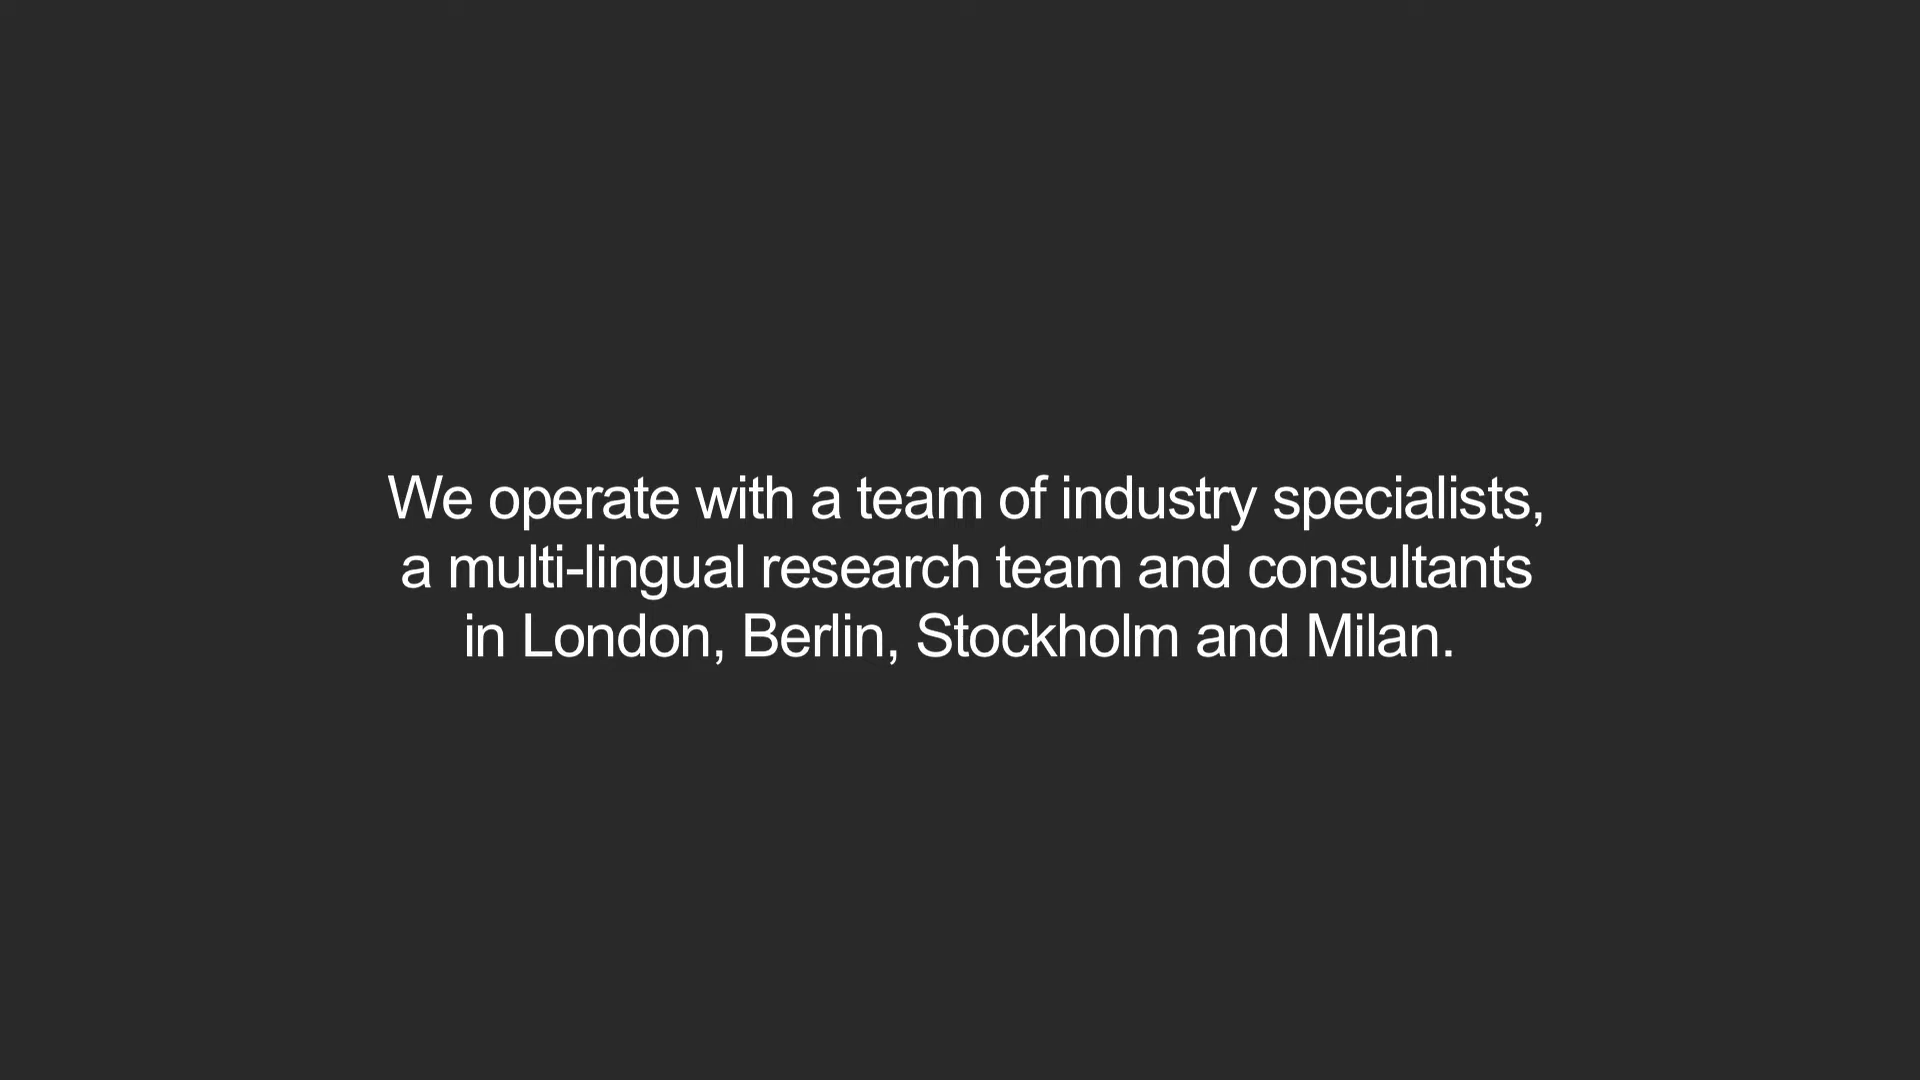 We operate with a team of industry specialists,
a multi-lingual research team and consultants
in London, Berlin, Stockholm and Milan.